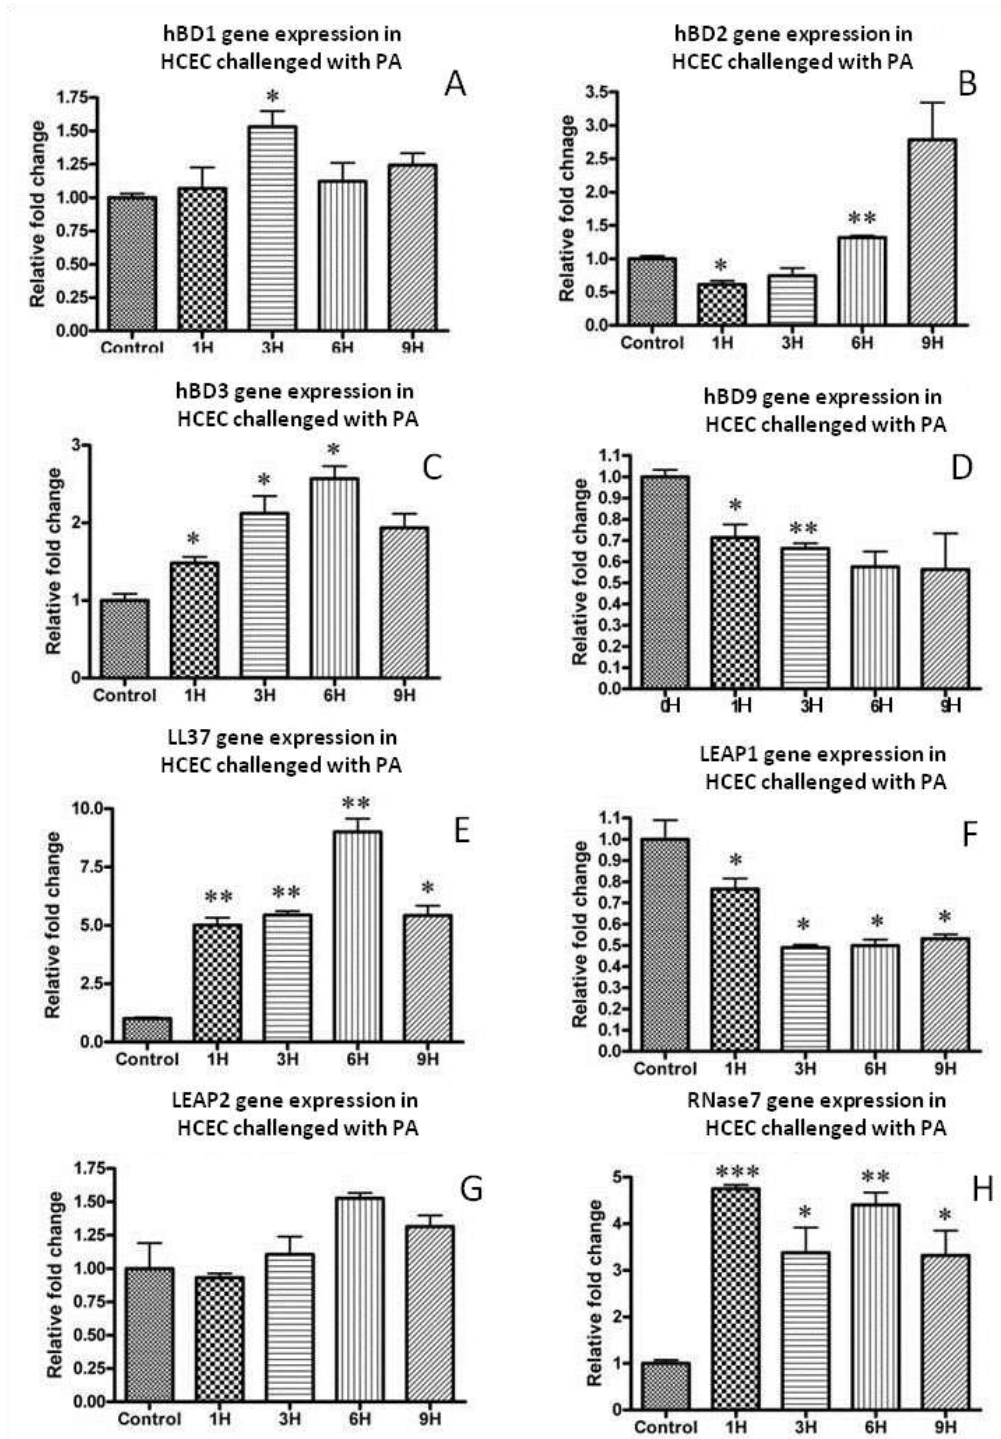 hBD1 gene expression in
HCEC challenged with PA
A
*
Relative fold change
1.75
1.50
1.25
1.00
0.75
0.50
0.25
0.00
Control 1H 3H 6H 9H
hBD2 gene expression in
HCEC challenged with PA
B
* **
Relative fold chnage
3.5
3.0
2.5
2.0
1.5
1.0
0.5
0.0
Control 1H 3H 6H 9H
hBD3 gene expression in
HCEC challenged with PA
C
* * *
Relative fold change
3
2
1
0
Control 1H 3H 6H 9H
hBD9 gene expression in
HCEC challenged with PA
D
* **
Relative fold change
1.1
1.0
0.9
0.8
0.7
0.6
0.5
0.4
0.3
0.2
0.1
0.0
0H 1H 3H 6H 9H
LL37 gene expression in
HCEC challenged with PA
E
** ** ** *
Relative fold change
10.0
7.5
5.0
2.5
0.0
Control 1H 3H 6H 9H
LEAP1 gene expression in
HCEC challenged with PA
F
* * * *
Relative fold change
1.1
1.0
0.9
0.8
0.7
0.6
0.5
0.4
0.3
0.2
0.1
0.0
Control 1H 3H 6H 9H
LEAP2 gene expression in
HCEC challenged with PA
G
Relative fold change
1.75
1.50
1.25
1.00
0.75
0.50
0.25
0.00
Control 1H 3H 6H 9H
RNase7 gene expression in
HCEC challenged with PA
H
*** * ** *
Relative fold change
5
4
3
2
1
0
Control 1H 3H 6H 9H